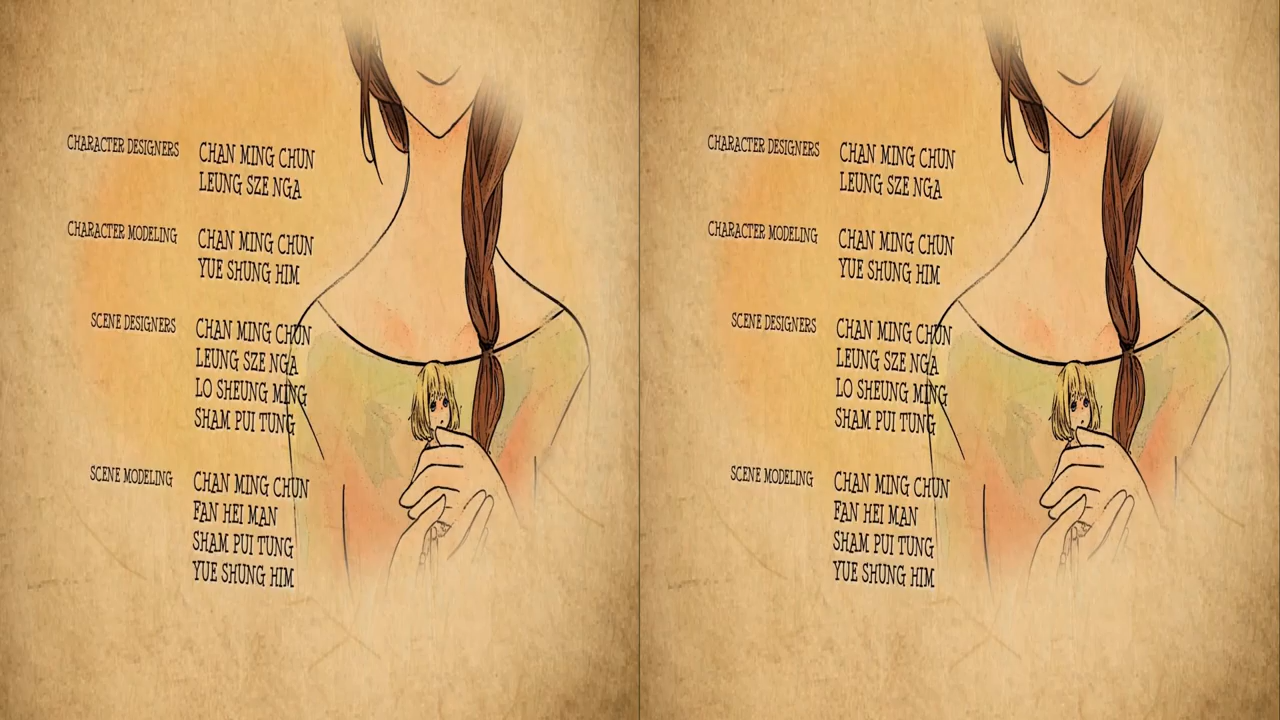 CHARACTER DESIGNERS CHAN MING CHUN
LEUNG SZE NGA
CHARACTER MODELING CHAN MING CHUN
YUE SHUNG HIM
SCENE DESIGNERS CHAN MING CHUN
LEUNG SZE NGA
LO SHEUNG MING
SHAM PUI TUNG
SCENE MODELING CHAN MING CHUN
FAN HEI MAN
SHAM PUI TUNG
YUE SHUNG HIM
CHARACTER DESIGNERS CHAN MING CHUN
LEUNG SZE NGA
CHARACTER MODELING CHAN MING CHUN
YUE SHUNG HIM
SCENE DESIGNERS CHAN MING CHUN
LEUNG SZE NGA
LO SHEUNG MING
SHAM PUI TUNG
SCENE MODELING CHAN MING CHUN
FAN HEI MAN
SHAM PUI TUNG
YUE SHUNG HIM